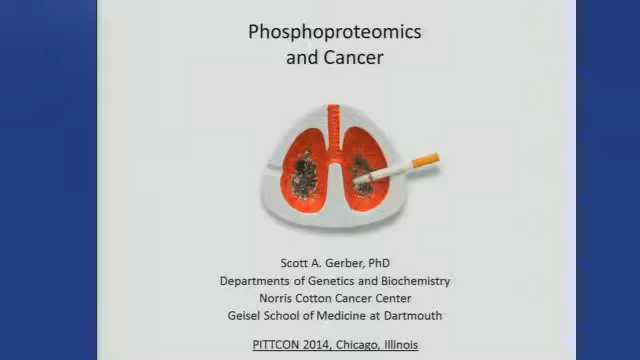 Phosphoproteomics
and Cancer
Scott A. Gerber, PhD
Departments of Genetics and Biochemistry
Norris Cotton Cancer Center
Geisel School of Medicine at Dartmouth
PITTCON 2014, Chicago, Illinois